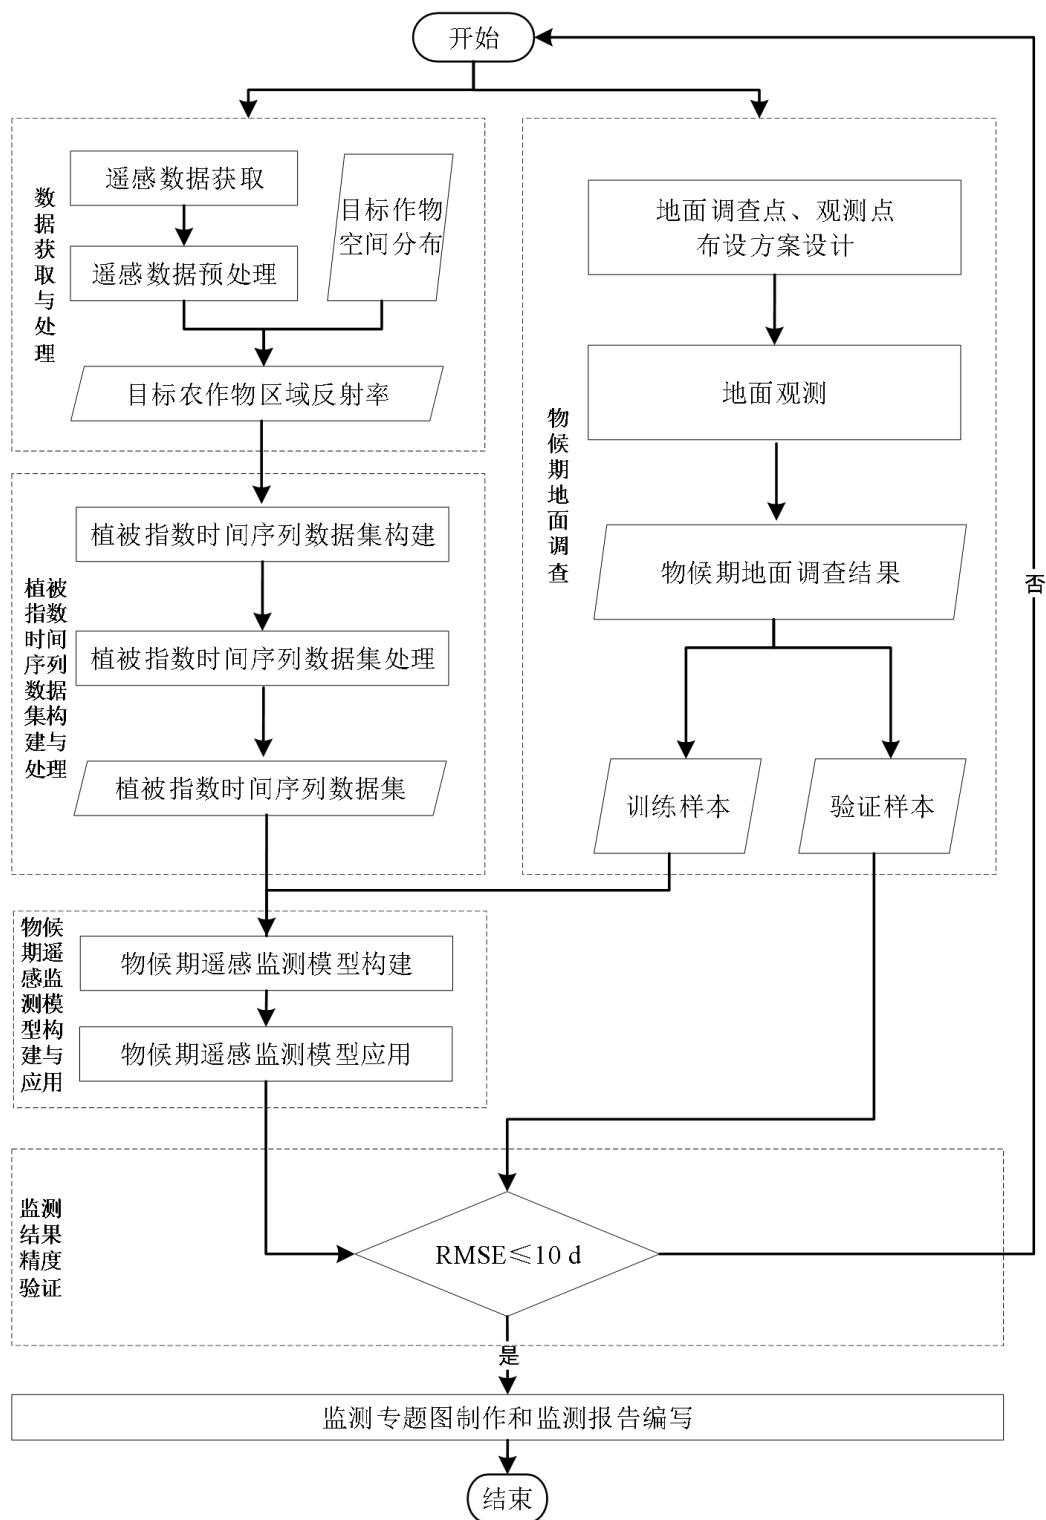 开始
数据获取与处理
遥感数据获取
遥感数据预处理
目标作物
空间分布
目标农作物区域反射率
植被
指数
时间
序列
数据
集构
建与
处理
植被指数时间序列数据集构建
植被指数时间序列数据集处理
植被指数时间序列数据集
物候期地面调查
地面调查点、观测点
布设方案设计
地面观测
物候期地面调查结果
训练样本
验证样本
物候
期遥
感监
测模
型构
建与
应用
物候期遥感监测模型构建
物候期遥感监测模型应用
监测
结果
精度
验证
RMSE≤10 d
否
是
监测专题图制作和监测报告编写
结束